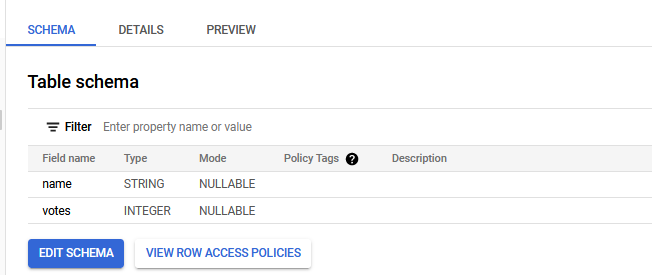 SCHEMA DETAILS PREVIEW
Table schema
Filter Enter property name or value
Field name Type Mode Policy Tags ? Description
name STRING NULLABLE
votes INTEGER NULLABLE
EDIT SCHEMA VIEW ROW ACCESS POLICIES